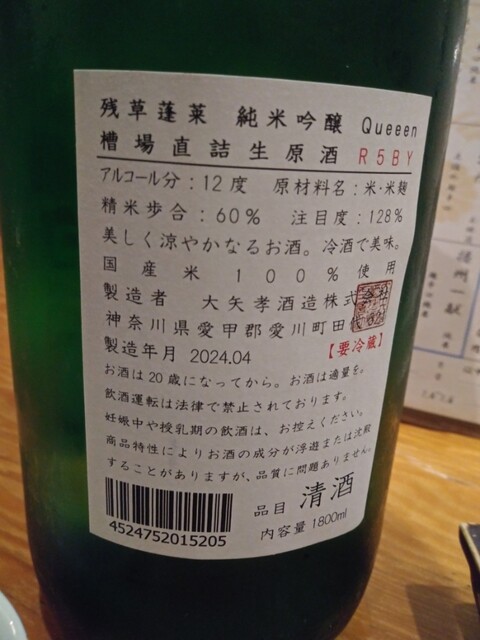 残草蓬莱 純米吟醸 Queeen
槽場直詰生原酒 R5BY
アルコール分：12度 原材料名：米・米麹
精米歩合：60% 注目度：128%
美しく涼やかなるお酒。冷酒で美味。
国産米100%使用
製造者 大矢孝酒造株式会社
神奈川県愛甲郡愛川町田代
製造年月 2024.04 【要冷蔵】
お酒は20歳になってから。お酒は適量を。
飲酒運転は法律で禁止されております。
妊娠中や授乳期の飲酒は、お控えください。
商品特性によりお酒の成分が浮遊または沈殿
することがありますが、品質に問題ありません。
4524752015205
品目 清酒
内容量 1800ml
播州一献